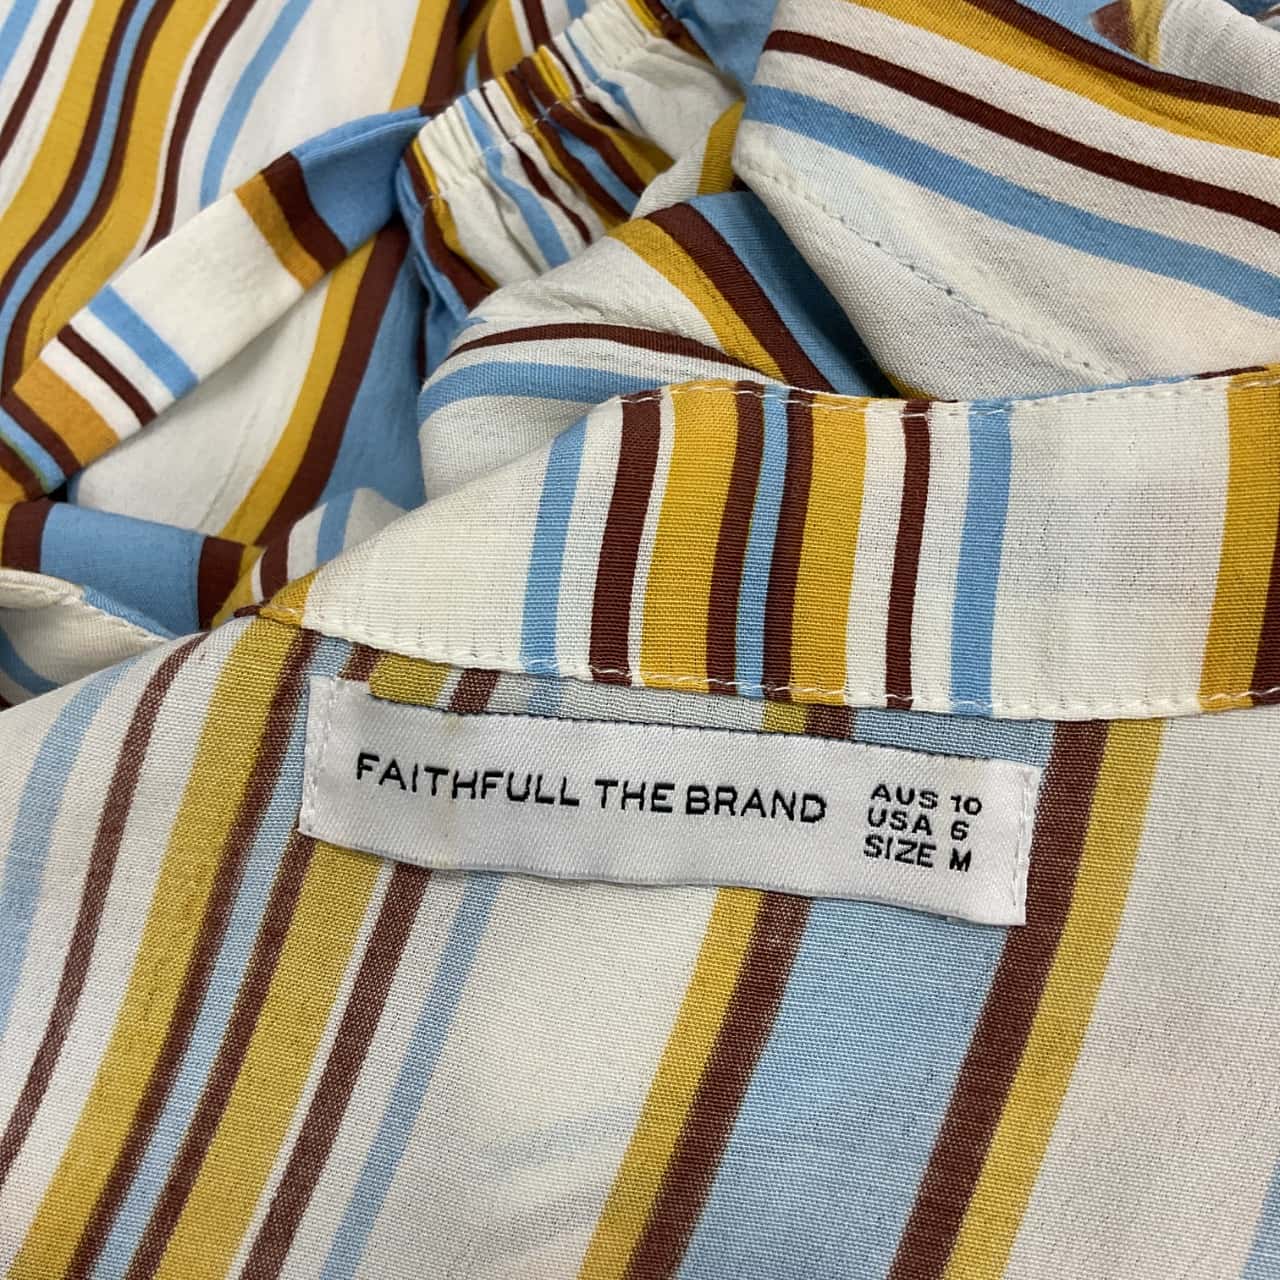 FAITHFULL THE BRAND
AUS 10
USA 6
SIZE M